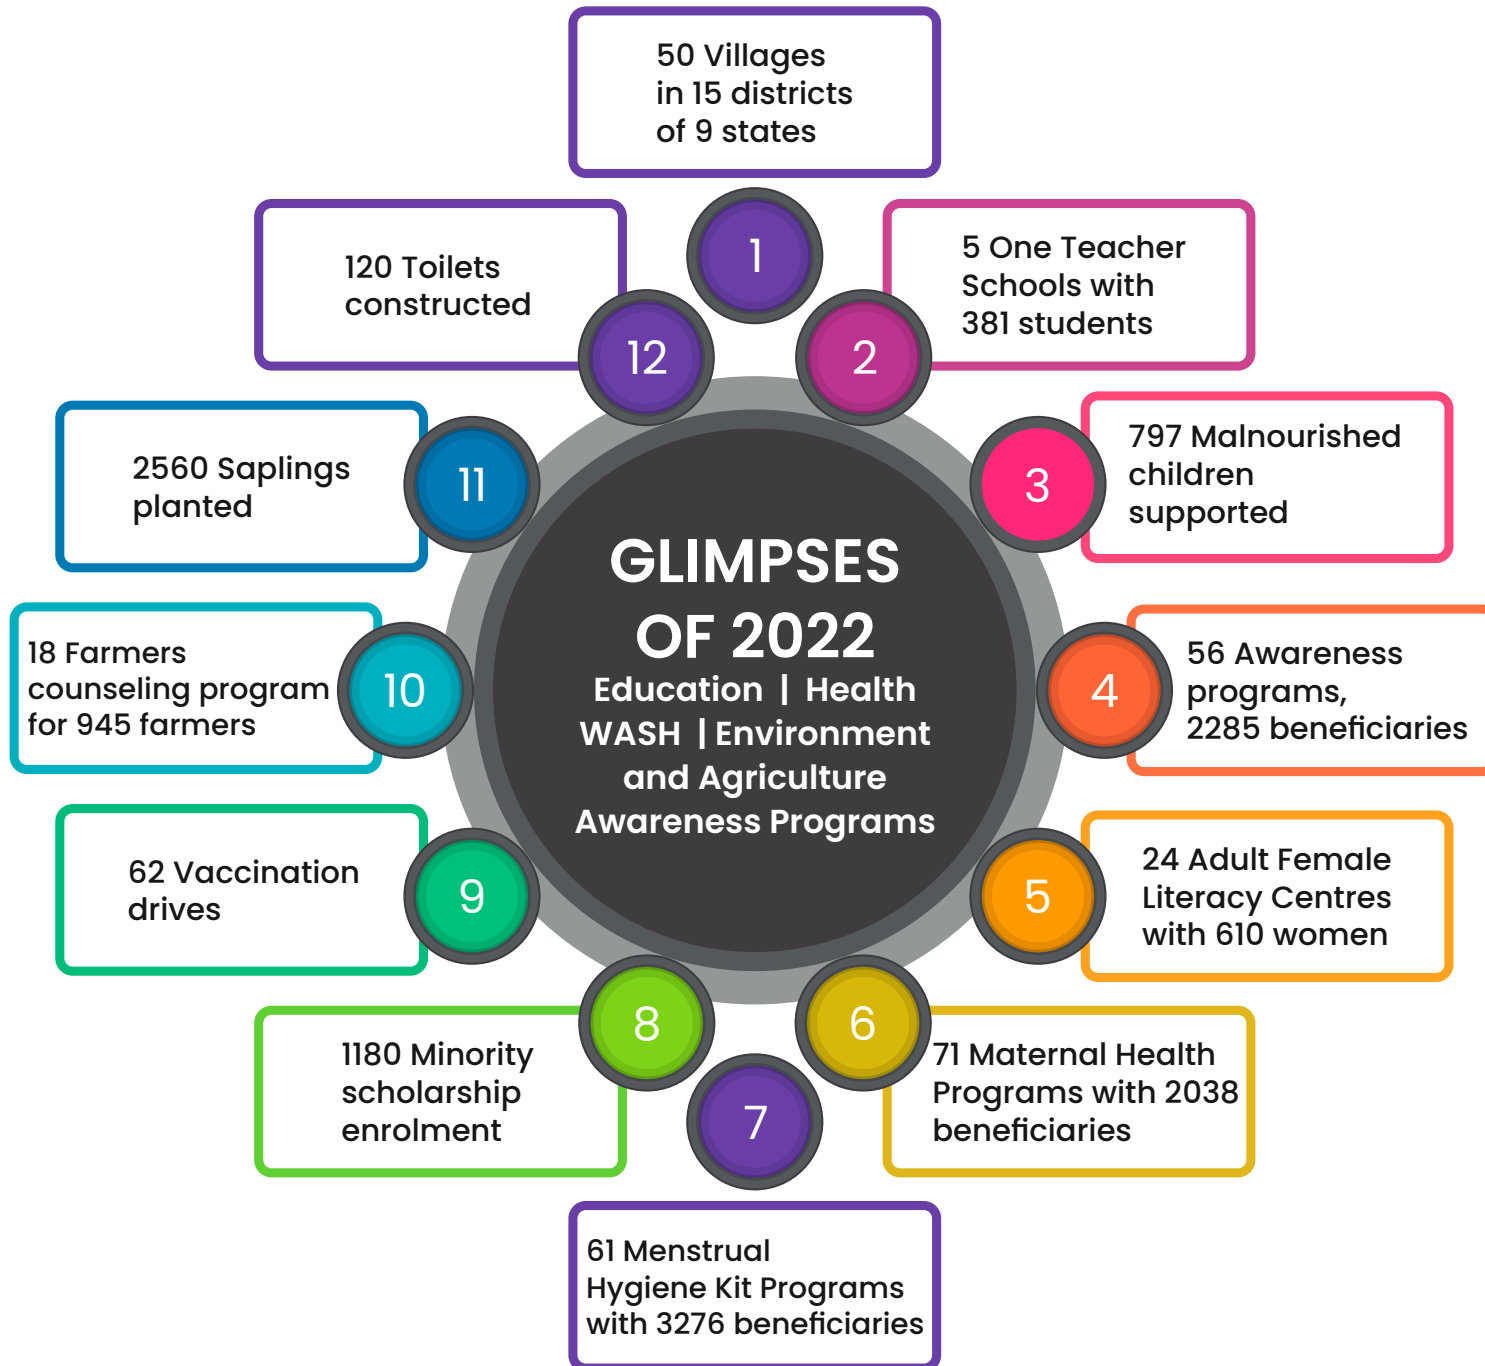 GLIMPSES
OF 2022
Education | Health
WASH | Environment
and Agriculture
Awareness Programs
1
50 Villages
in 15 districts
of 9 states
2
5 One Teacher
Schools with
381 students
3
797 Malnourished
children
supported
4
56 Awareness
programs,
2285 beneficiaries
5
24 Adult Female
Literacy Centres
with 610 women
6
71 Maternal Health
Programs with 2038
beneficiaries
7
61 Menstrual
Hygiene Kit Programs
with 3276 beneficiaries
8
1180 Minority
scholarship
enrolment
9
62 Vaccination
drives
10
18 Farmers
counseling program
for 945 farmers
11
2560 Saplings
planted
12
120 Toilets
constructed